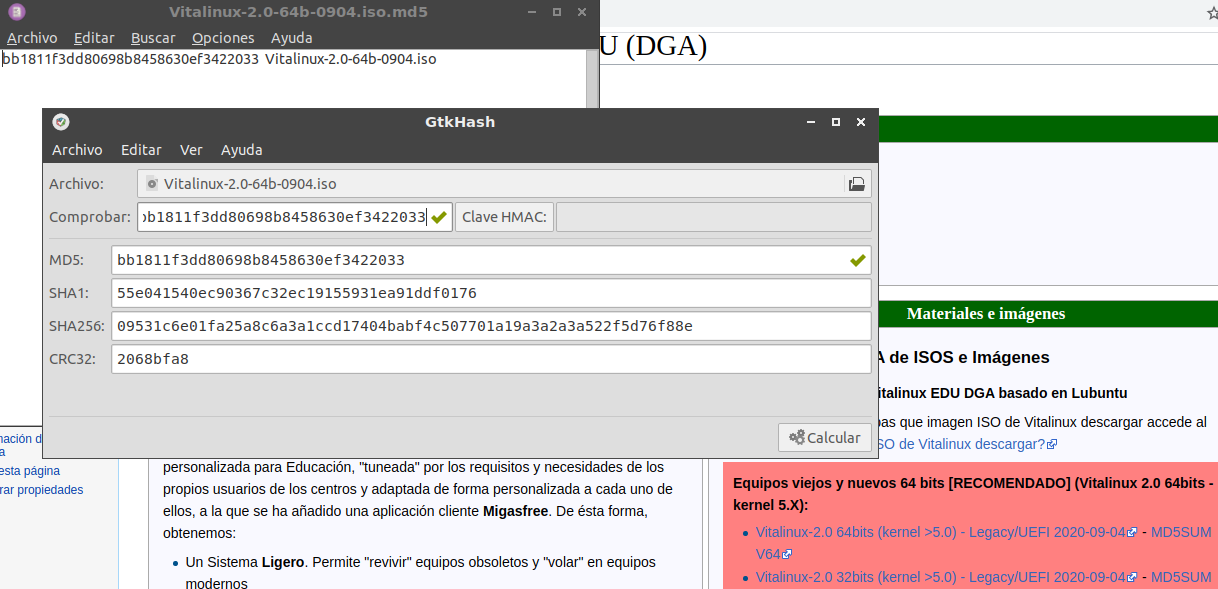 Vitalinux-2.0-64b-0904.iso.md5
Archivo Editar Buscar Opciones Ayuda
bb1811f3dd80698b8458630ef3422033 Vitalinux-2.0-64b-0904.iso
U (DGA)
GtkHash
Archivo Editar Ver Ayuda
Archivo: Vitalinux-2.0-64b-0904.iso
Comprobar: bb1811f3dd80698b8458630ef3422033 Clave HMAC:
MD5: bb1811f3dd80698b8458630ef3422033
SHA1: 55e041540ec90367c32ec19155931ea91ddf0176
SHA256: 09531c6e01fa25a8c6a3a1ccd17404babf4c507701a19a3a2a3a522f5d76f88e
CRC32: 2068bfa8
Calcular
Materiales e imágenes
A de ISOS e Imágenes
italinux EDU DGA basado en Lubuntu
pas que imagen ISO de Vitalinux descargar accede al
SO de Vitalinux descargar?
mación d
a
esta página
rar propiedades
personalizada para Educación, "tuneada" por los requisitos y necesidades de los
propios usuarios de los centros y adaptada de forma personalizada a cada uno de
ellos, a la que se ha añadido una aplicación cliente Migasfree. De ésta forma,
obtenemos:
Un Sistema Ligero. Permite "revivir" equipos obsoletos y "volar" en equipos
modernos
Equipos viejos y nuevos 64 bits [RECOMENDADO] (Vitalinux 2.0 64bits -
kernel 5.X):
Vitalinux-2.0 64bits (kernel >5.0) - Legacy/UEFI 2020-09-04 - MD5SUM
V64
Vitalinux-2.0 32bits (kernel >5.0) - Legacy/UEFI 2020-09-04 - MD5SUM